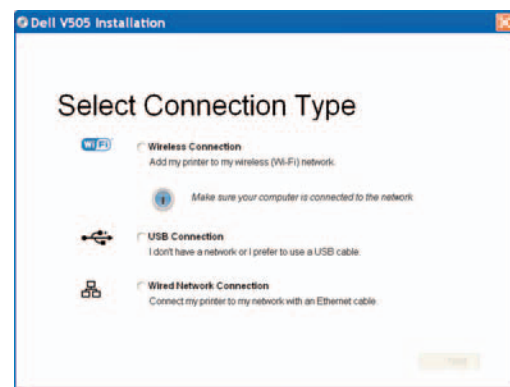 Dell V505 Installation
Select Connection Type
Wi Fi
Wireless Connection
Add my printer to my wireless (Wi-Fi) network.
i
Make sure your computer is connected to the network
USB Connection
I don't have a network or I prefer to use a USB cable.
Wired Network Connection
Connect my printer to my network with an Ethernet cable.